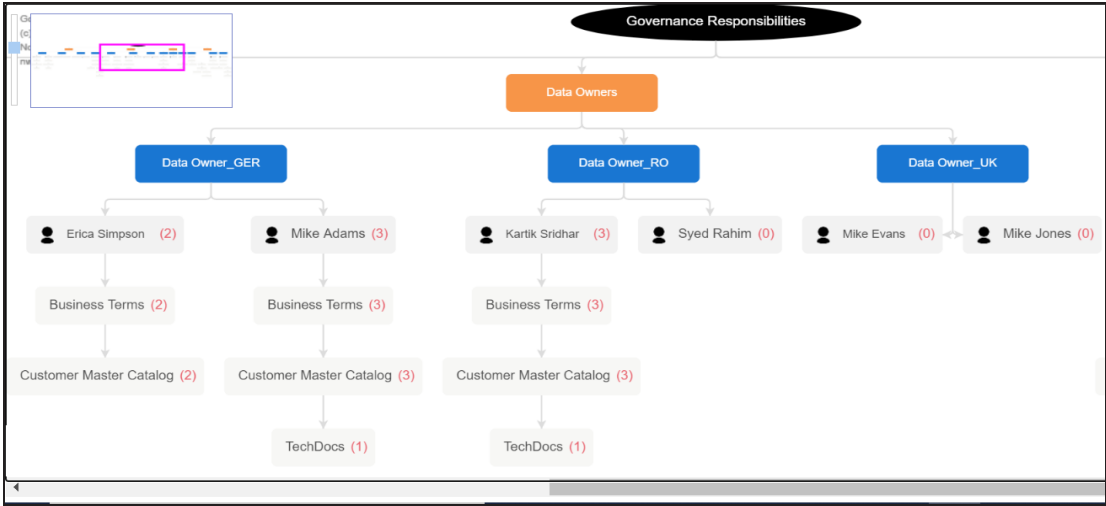 Governance Responsibilities
Data Owners
Data Owner_GER
Data Owner_RO
Data Owner_UK
Erica Simpson (2)
Mike Adams (3)
Kartik Sridhar (3)
Syed Rahim (0)
Mike Evans (0)
Mike Jones (0)
Business Terms (2)
Business Terms (3)
Business Terms (3)
Customer Master Catalog (2)
Customer Master Catalog (3)
Customer Master Catalog (3)
TechDocs (1)
TechDocs (1)